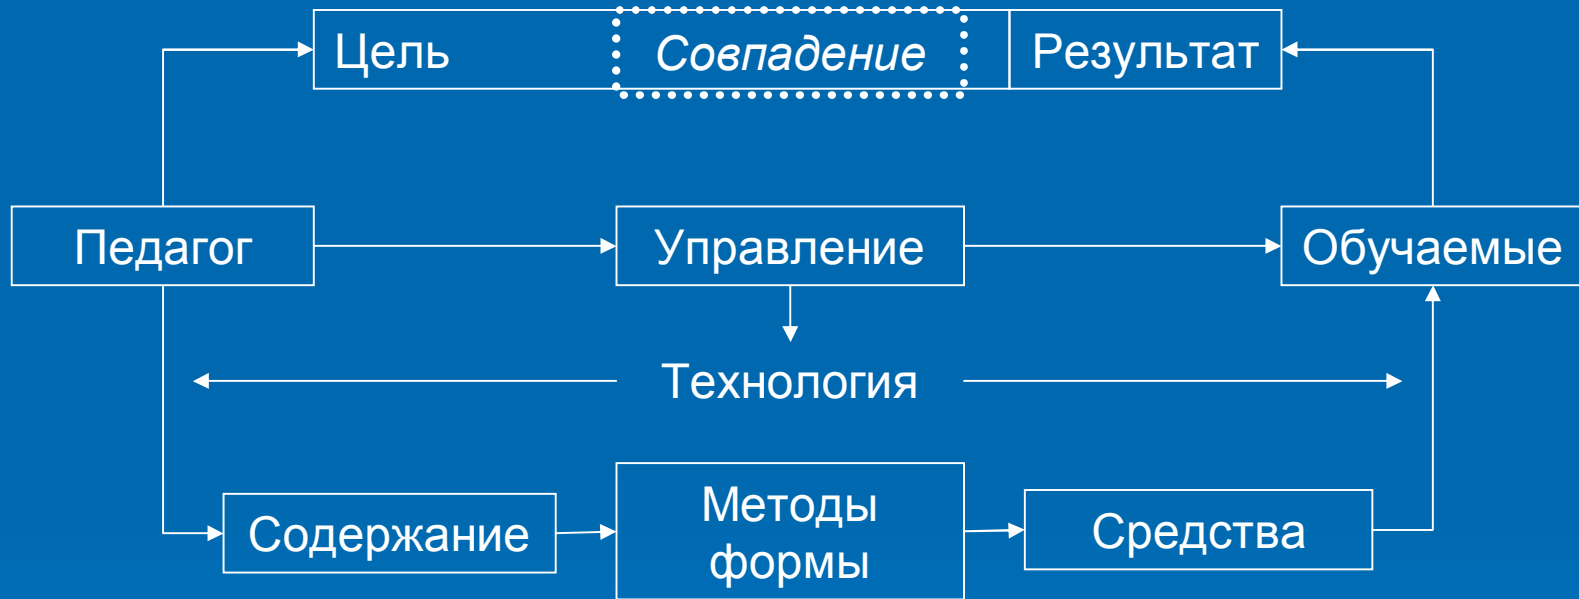 Цель
Совпадение
Результат
Педагог
Управление
Обучаемые
Технология
Содержание
Методы
формы
Средства